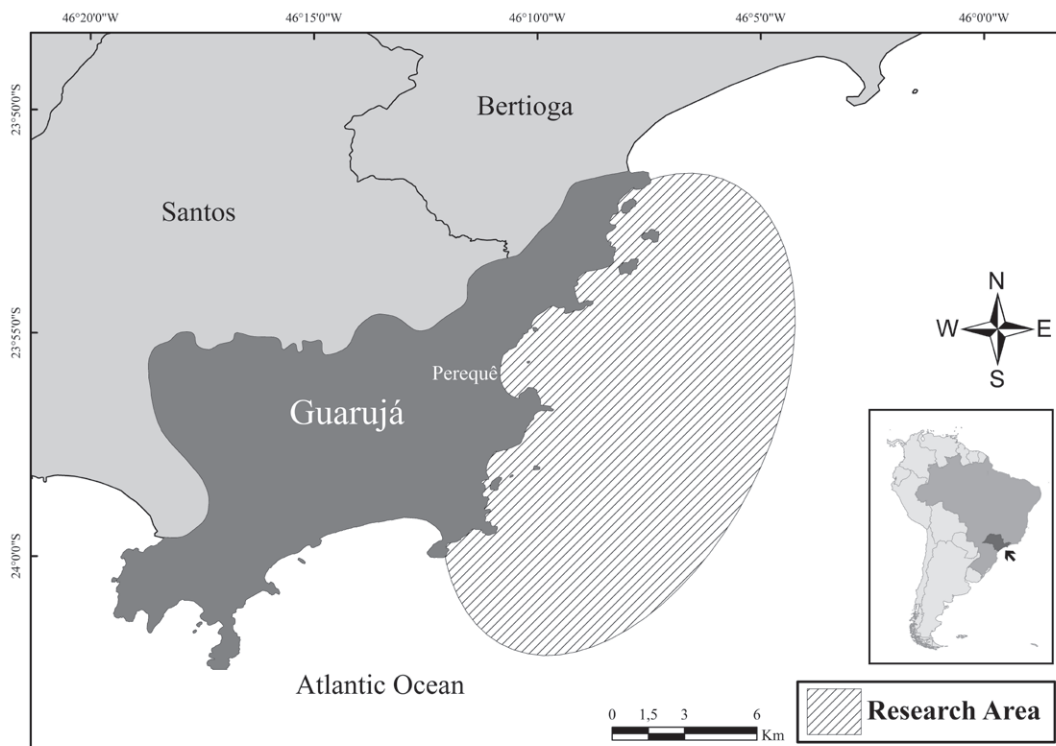 46°20'0"W 46°15'0"W 46°10'0"W 46°5'0"W 46°0'0"W
23°50'0"S
Bertioga
Santos
N
W E
S
23°55'0"S
Perequê
Guarujá
24°0'0"S
Atlantic Ocean
0 1,5 3 6
Km
Research Area